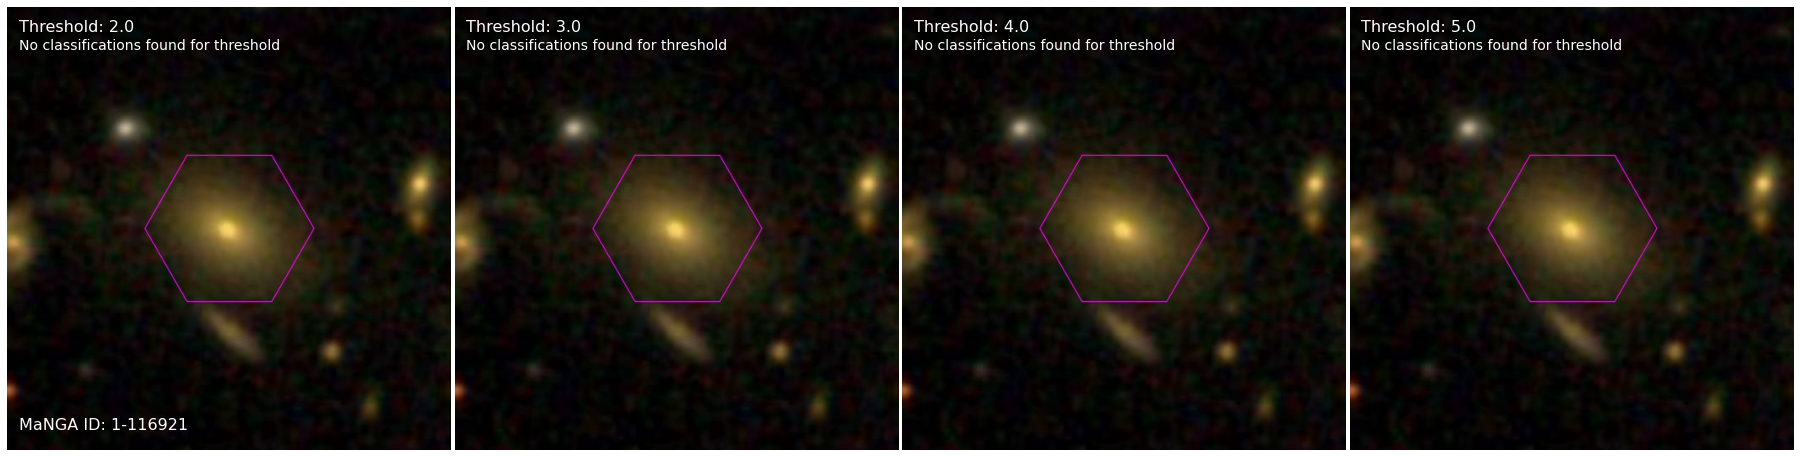 Threshold: 2.0
No classifications found for threshold
MaNGA ID: 1-116921
Threshold: 3.0
No classifications found for threshold
Threshold: 4.0
No classifications found for threshold
Threshold: 5.0
No classifications found for threshold